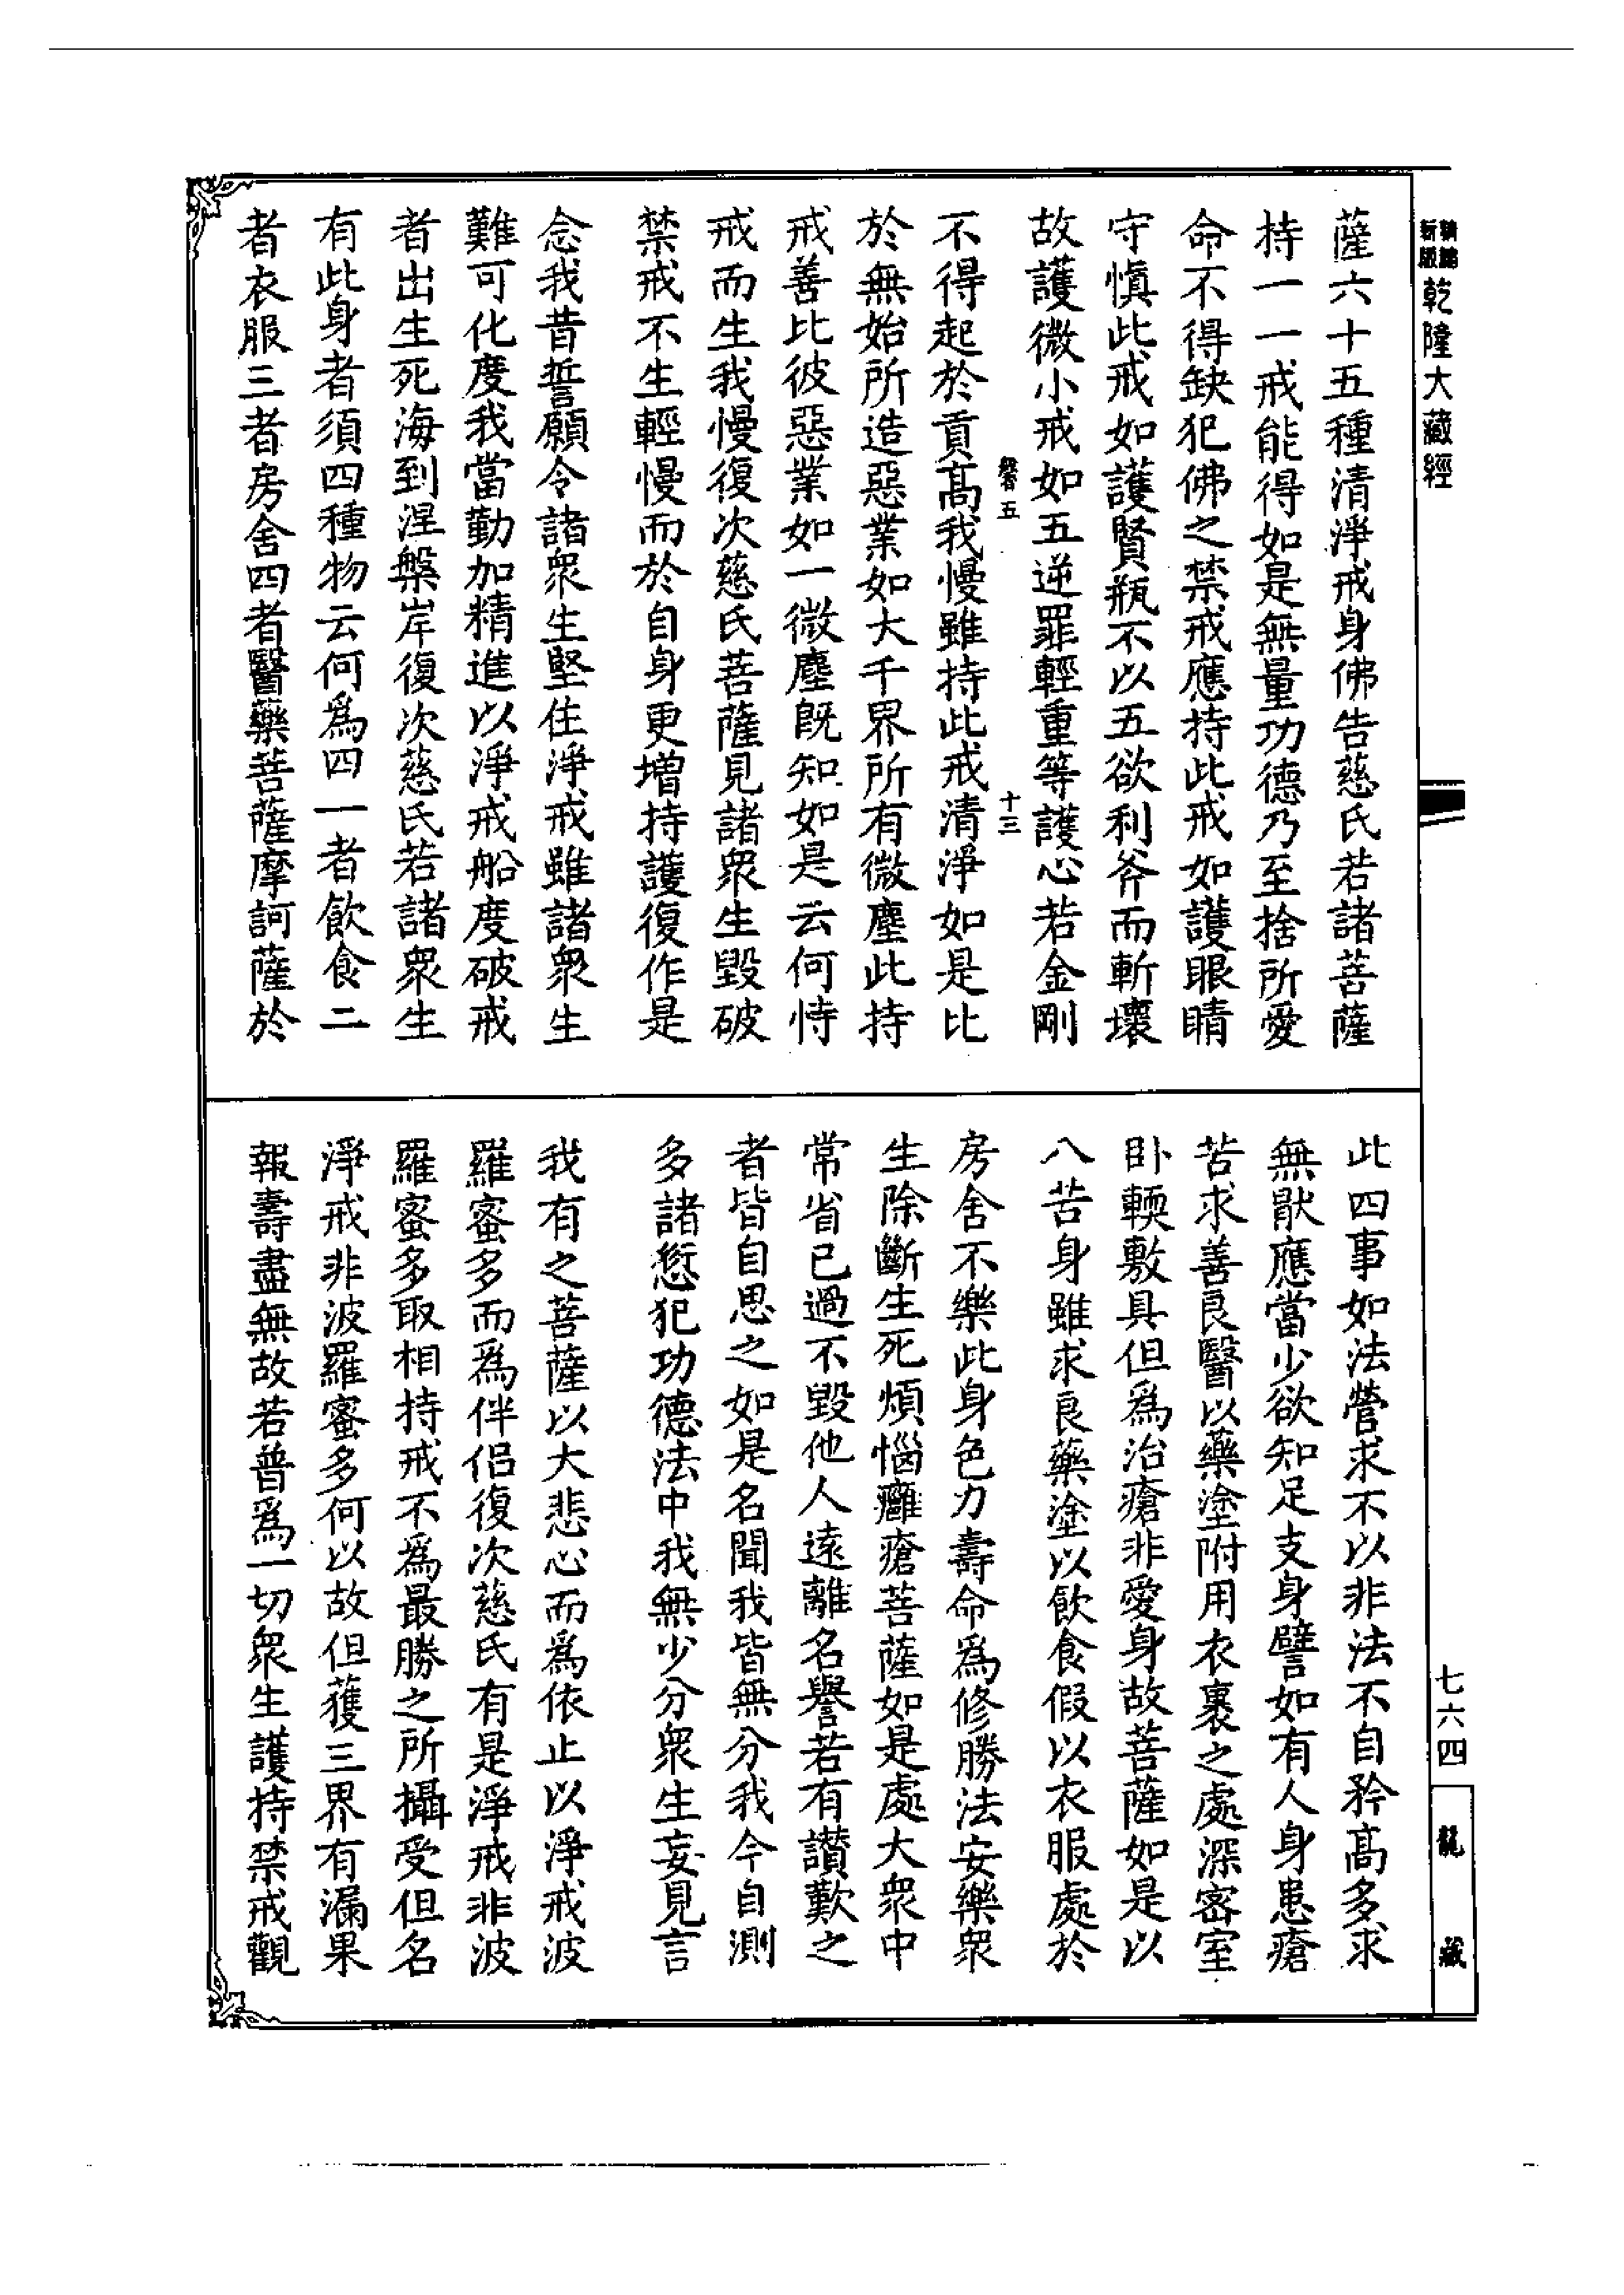 新編
縮版
乾隆大藏經
薩六十五種清淨戒身佛告慈氏若諸菩薩
持一一戒能得如是無量功德乃至捨所愛
命不得缺犯佛之禁戒應持此戒如護眼睛
守慎此戒如護賢瓶不以五欲利斧而斬壞
故護微小戒如五逆罪輕重等護心若金剛
磐五 十三
不得起於貢高我慢雖持此戒清淨如是比
於無始所造惡業如大千界所有微塵此持
戒善比彼惡業如一微塵旣知如是云何恃
戒而生我慢復次慈氏菩薩見諸衆生毀破
禁戒不生輕慢而於自身更增持護復作是
念我昔誓願令諸衆生堅住淨戒雖諸衆生
難可化度我當勤加精進以淨戒船度破戒
者出生死海到涅槃岸復次慈氏若諸衆生
有此身者須四種物云何爲四一者飲食二
者衣服三者房舍四者醫藥菩薩摩訶薩於
此四事如法營求不以非法不自矜高多求
無猒應當少欲知足支身譬如有人身患瘡
苦求善良醫以藥塗附用衣裹之處深密室
卧輭敷具但爲治瘡非愛身故菩薩如是以
八苦身雖求良藥塗以飲食假以衣服處於
房舍不樂此身色力壽命爲修勝法安樂衆
生除斷生死煩惱癰瘡菩薩如是處大衆中
常省已過不毀他人遠離名譽若有讚歎之
者皆自思之如是名聞我皆無分我今自測
多諸愆犯功德法中我無少分衆生妄見言
我有之菩薩以大悲心而爲依止以淨戒波
羅蜜多而爲伴侣復次慈氏有是淨戒非波
羅蜜多取相持戒不爲最勝之所攝受但名
淨戒非波羅蜜多何以故但獲三界有漏果
報壽盡無故若普爲一切衆生護持禁戒觀
七六四
龍藏